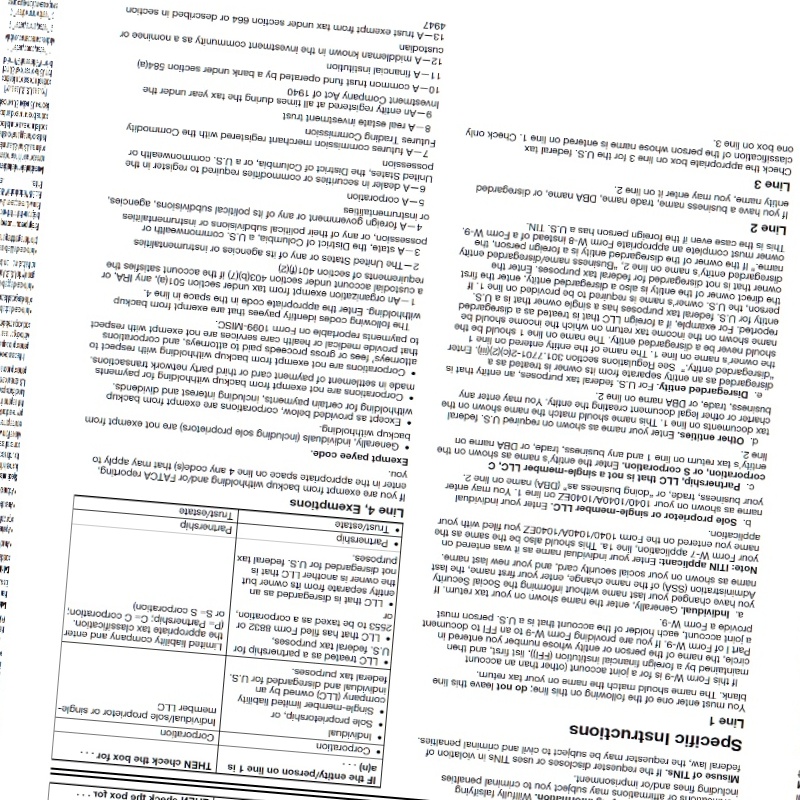 including fines and/or imprisonment.
Misuse of TINs. If the requester discloses or uses TINs in violation of
federal law, the requester may be subject to civil and criminal penalties.
Specific Instructions
Line 1
You must enter one of the following on this line; do not leave this line
blank. The name should match the name on your tax return.
If this Form W-9 is for a joint account (other than an account
maintained by a foreign financial institution (FFI)), list first, and then
circle, the name of the person or entity whose number you entered in
Part I of Form W-9. If you are providing Form W-9 to an FFI to document
a joint account, each holder of the account that is a U.S. person must
provide a Form W-9.
a. Individual. Generally, enter the name shown on your tax return. If
you have changed your last name without informing the Social Security
Administration (SSA) of the name change, enter your first name, the last
name as shown on your social security card, and your new last name.
Note: ITIN applicant: Enter your individual name as it was entered on
your Form W-7 application, line 1a. This should also be the same as the
name you entered on the Form 1040/1040A/1040EZ you filed with your
application.
b. Sole proprietor or single-member LLC. Enter your individual
name as shown on your 1040/1040A/1040EZ on line 1. You may enter
your business, trade, or "doing business as" (DBA) name on line 2.
c. Partnership, LLC that is not a single-member LLC, C
corporation, or S corporation. Enter the entity's name as shown on the
entity's tax return on line 1 and any business, trade, or DBA name on
line 2.
d. Other entities. Enter your name as shown on required U.S. federal
tax documents on line 1. This name should match the name shown on the
charter or other legal document creating the entity. You may enter any
business, trade, or DBA name on line 2.
e. Disregarded entity. For U.S. federal tax purposes, an entity that is
disregarded as an entity separate from its owner is treated as a
"disregarded entity." See Regulations section 301.7701-2(c)(2)(iii). Enter
the owner's name on line 1. The name of the entity entered on line 1
should never be a disregarded entity. The name on line 1 should be the
name shown on the income tax return on which the income should be
reported. For example, if a foreign LLC that is treated as a disregarded
entity for U.S. federal tax purposes has a single owner that is a U.S.
person, the U.S. owner's name is required to be provided on line 1. If
the direct owner of the entity is also a disregarded entity, enter the first
owner that is not disregarded for federal tax purposes. Enter the
disregarded entity's name on line 2, "Business name/disregarded entity
name." If the owner of the disregarded entity is a foreign person, the
owner must complete an appropriate Form W-8 instead of a Form W-9.
This is the case even if the foreign person has a U.S. TIN.
Line 2
If you have a business name, trade name, DBA name, or disregarded
entity name, you may enter it on line 2.
Line 3
Check the appropriate box on line 3 for the U.S. federal tax
classification of the person whose name is entered on line 1. Check only
one box on line 3.
IF the entity/person on line 1 is a(n) . . . THEN check the box for . . .
• Corporation Corporation
• Individual
• Sole proprietorship, or
• Single-member limited liability
company (LLC) owned by an
individual and disregarded for U.S.
federal tax purposes.
Individual/sole proprietor or single-
member LLC
• LLC treated as a partnership for
U.S. federal tax purposes,
• LLC that has filed Form 8832 or
2553 to be taxed as a corporation,
or
• LLC that is disregarded as an
entity separate from its owner but
the owner is another LLC that is
not disregarded for U.S. federal tax
purposes.
Limited liability company and enter
the appropriate tax classification.
(P= Partnership; C= C corporation;
or S= S corporation)
• Partnership Partnership
• Trust/estate Trust/estate
Line 4, Exemptions
If you are exempt from backup withholding and/or FATCA reporting,
enter in the appropriate space on line 4 any code(s) that may apply to
you.
Exempt payee code.
• Generally, individuals (including sole proprietors) are not exempt from
backup withholding.
• Except as provided below, corporations are exempt from backup
withholding for certain payments, including interest and dividends.
• Corporations are not exempt from backup withholding for payments
made in settlement of payment card or third party network transactions.
• Corporations are not exempt from backup withholding with respect to
attorneys' fees or gross proceeds paid to attorneys, and corporations
that provide medical or health care services are not exempt with respect
to payments reportable on Form 1099-MISC.
The following codes identify payees that are exempt from backup
withholding. Enter the appropriate code in the space in line 4.
1—An organization exempt from tax under section 501(a), any IRA, or
a custodial account under section 403(b)(7) if the account satisfies the
requirements of section 401(f)(2)
2—The United States or any of its agencies or instrumentalities
3—A state, the District of Columbia, a U.S. commonwealth or
possession, or any of their political subdivisions or instrumentalities
4—A foreign government or any of its political subdivisions, agencies,
or instrumentalities
5—A corporation
6—A dealer in securities or commodities required to register in the
United States, the District of Columbia, or a U.S. commonwealth or
possession
7—A futures commission merchant registered with the Commodity
Futures Trading Commission
8—A real estate investment trust
9—An entity registered at all times during the tax year under the
Investment Company Act of 1940
10—A common trust fund operated by a bank under section 584(a)
11—A financial institution
12—A middleman known in the investment community as a nominee or
custodian
13—A trust exempt from tax under section 664 or described in section
4947